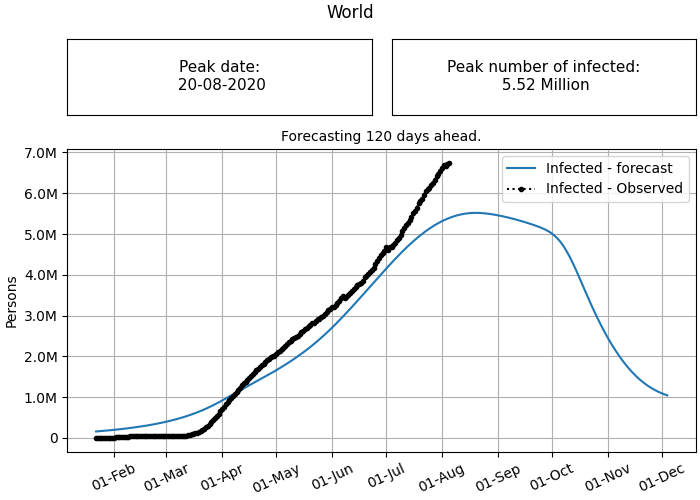 World
Peak date:
20-08-2020
Peak number of infected:
5.52 Million
Forecasting 120 days ahead.
7.0M
6.0M
5.0M
4.0M
3.0M
2.0M
1.0M
0
Persons
Infected - forecast
Infected - Observed
01-Feb
01-Mar
01-Apr
01-May
01-Jun
01-Jul
01-Aug
01-Sep
01-Oct
01-Nov
01-Dec